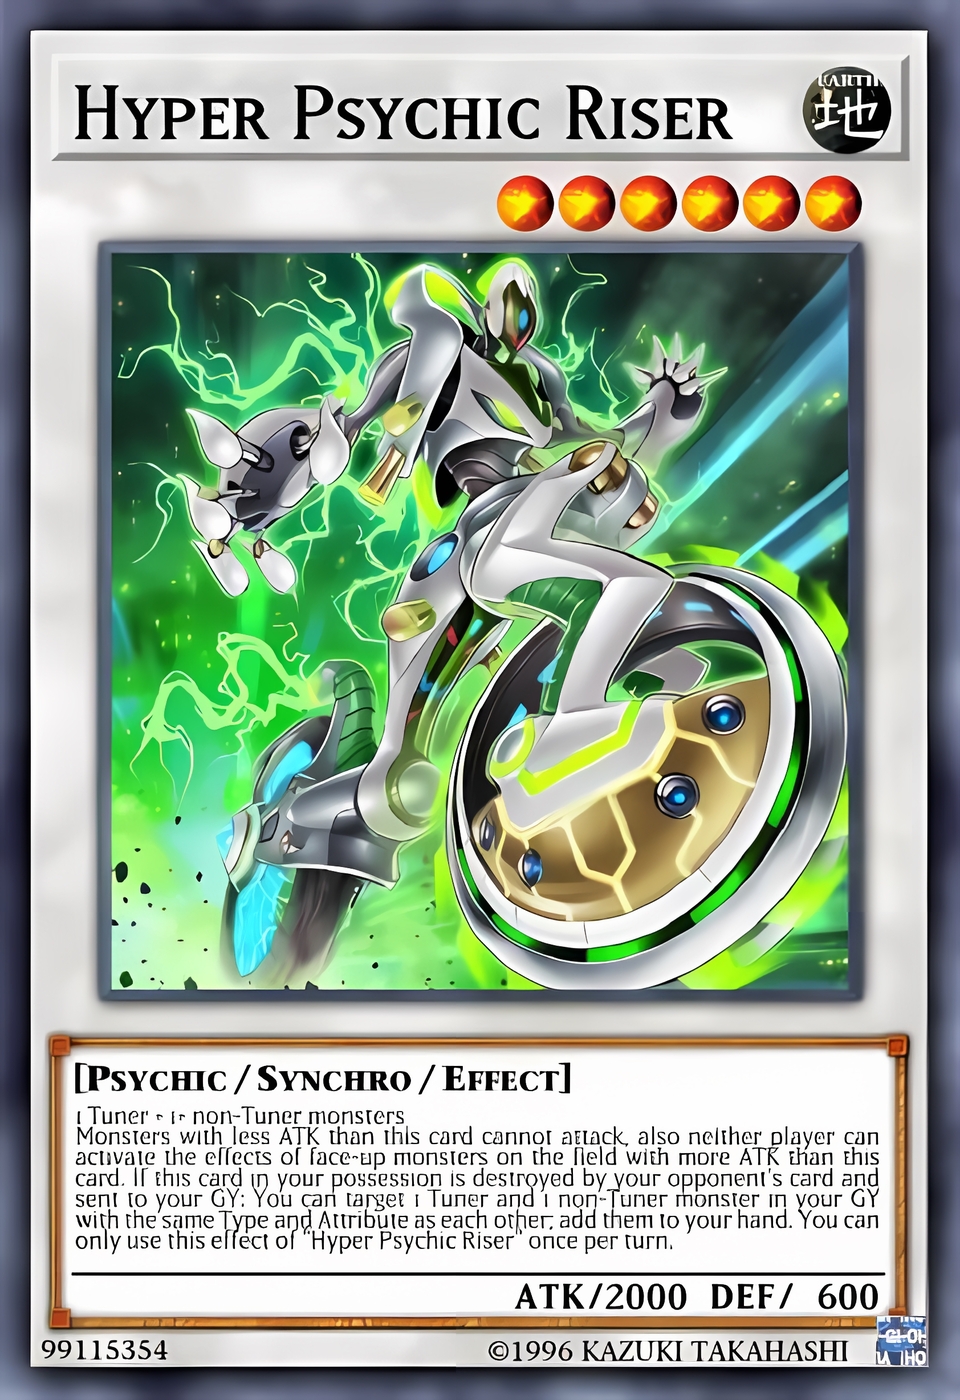 Hyper Psychic Riser
EARTH
地
[Psychic / Synchro / Effect]
1 Tuner + 1+ non-Tuner monsters
Monsters with less ATK than this card cannot attack, also neither player can
activate the effects of face-up monsters on the field with more ATK than this
card. If this card in your possession is destroyed by your opponent's card and
sent to your GY: You can target 1 Tuner and 1 non-Tuner monster in your GY
with the same Type and Attribute as each other; add them to your hand. You can
only use this effect of "Hyper Psychic Riser" once per turn.
ATK/2000 DEF/ 600
99115354
©1996 KAZUKI TAKAHASHI